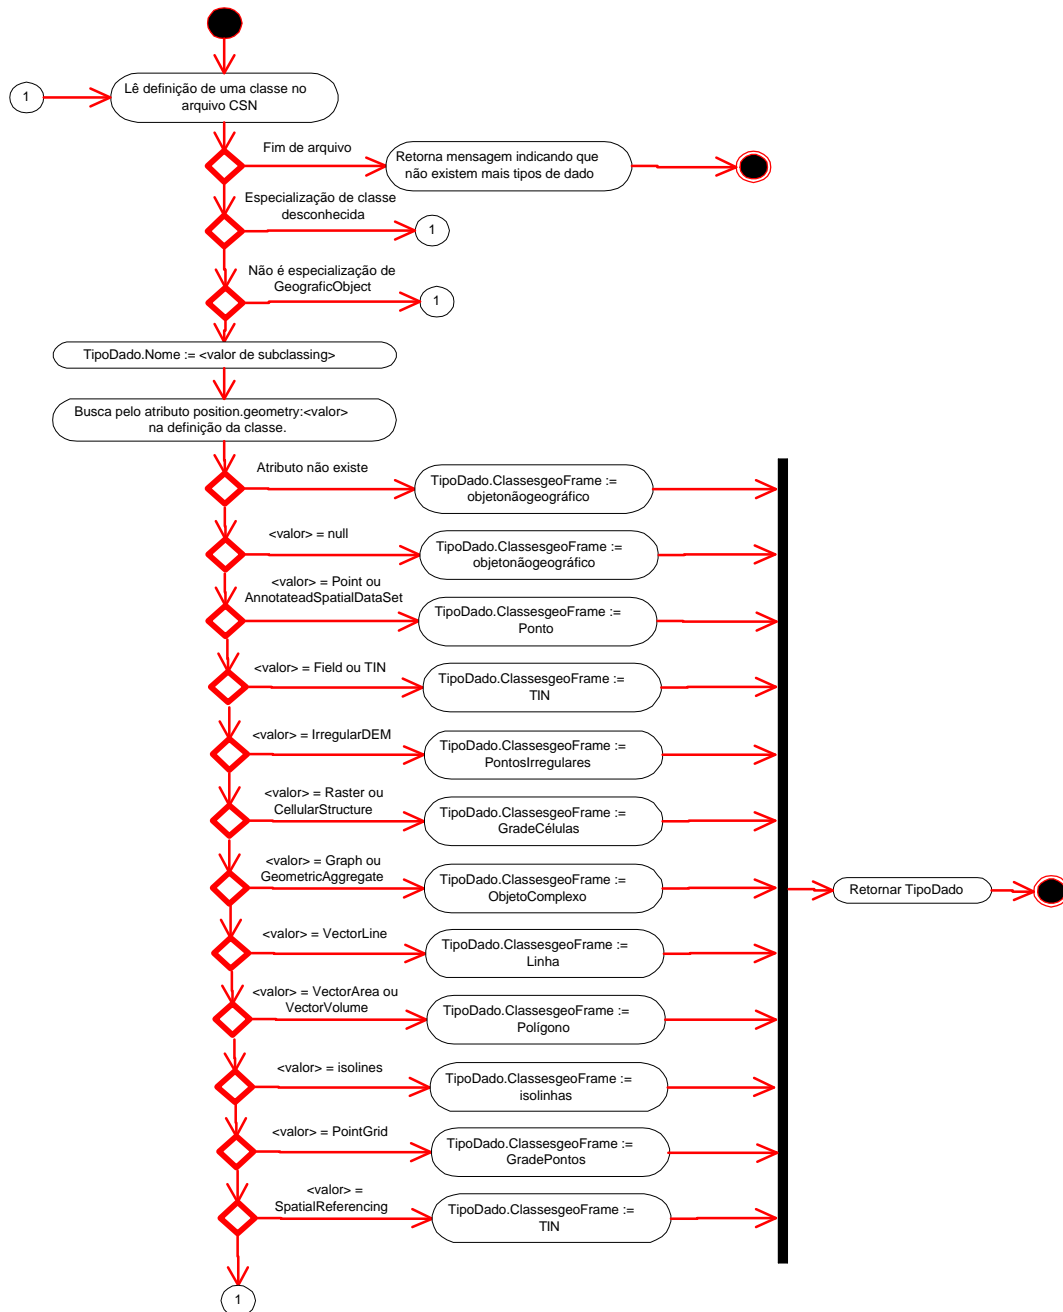 Lê definição de uma classe no
arquivo CSN
1
Fim de arquivo
Retorna mensagem indicando que
não existem mais tipos de dado
Especialização de classe
desconhecida
1
Não é especialização de
GeograficObject
1
TipoDado.Nome := <valor de subclassing>
Busca pelo atributo position.geometry:<valor>
na definição da classe.
Atributo não existe
TipoDado.ClassesgeoFrame :=
objetonãogeográfico
<valor> = null
TipoDado.ClassesgeoFrame :=
objetonãogeográfico
<valor> = Point ou
AnnotateadSpatialDataSet
TipoDado.ClassesgeoFrame :=
Ponto
<valor> = Field ou TIN
TipoDado.ClassesgeoFrame :=
TIN
<valor> = IrregularDEM
TipoDado.ClassesgeoFrame :=
PontosIrregulares
<valor> = Raster ou
CellularStructure
TipoDado.ClassesgeoFrame :=
GradeCélulas
<valor> = Graph ou
GeometricAggregate
TipoDado.ClassesgeoFrame :=
ObjetoComplexo
Retornar TipoDado
<valor> = VectorLine
TipoDado.ClassesgeoFrame :=
Linha
<valor> = VectorArea ou
VectorVolume
TipoDado.ClassesgeoFrame :=
Polígono
<valor> = isolines
TipoDado.ClassesgeoFrame :=
isolinhas
<valor> = PointGrid
TipoDado.ClassesgeoFrame :=
GradePontos
<valor> =
SpatialReferencing
TipoDado.ClassesgeoFrame :=
TIN
1